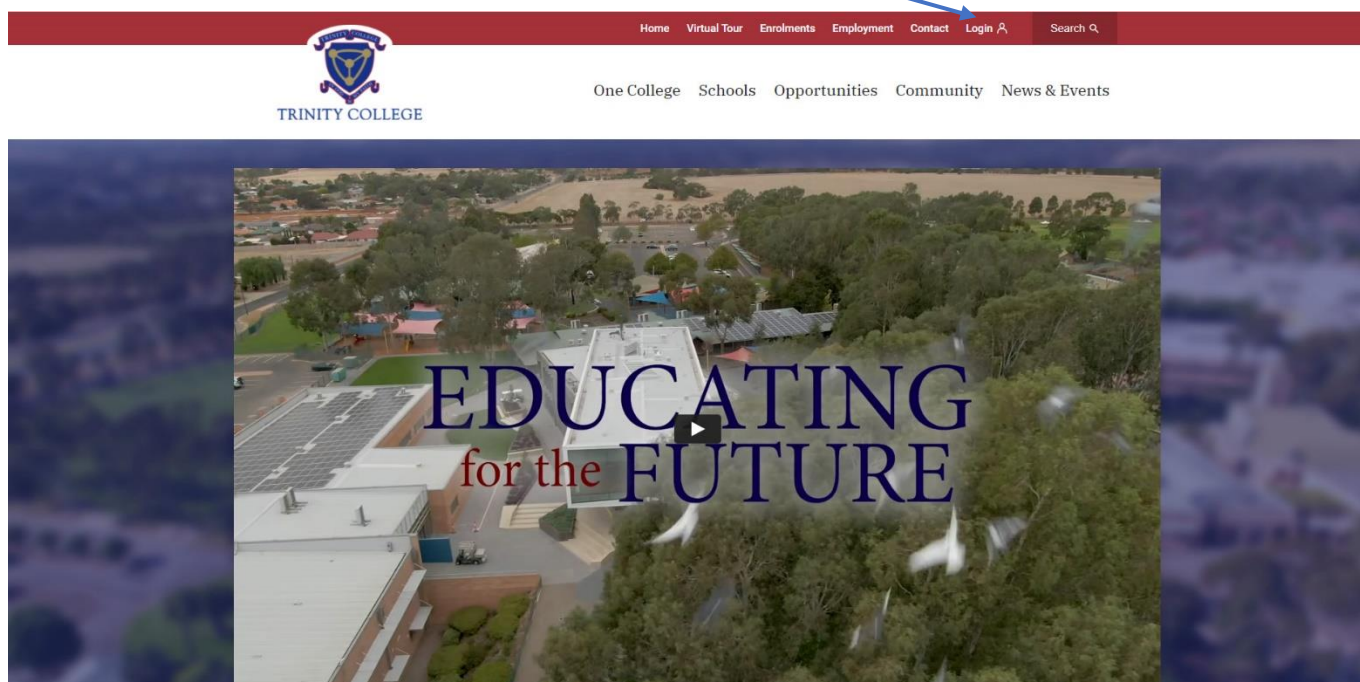 Home Virtual Tour Enrolments Employment Contact Login Search
TRINITY COLLEGE
TRINITY COLLEGE
One College Schools Opportunities Community News & Events
EDUCATING
for the FUTURE